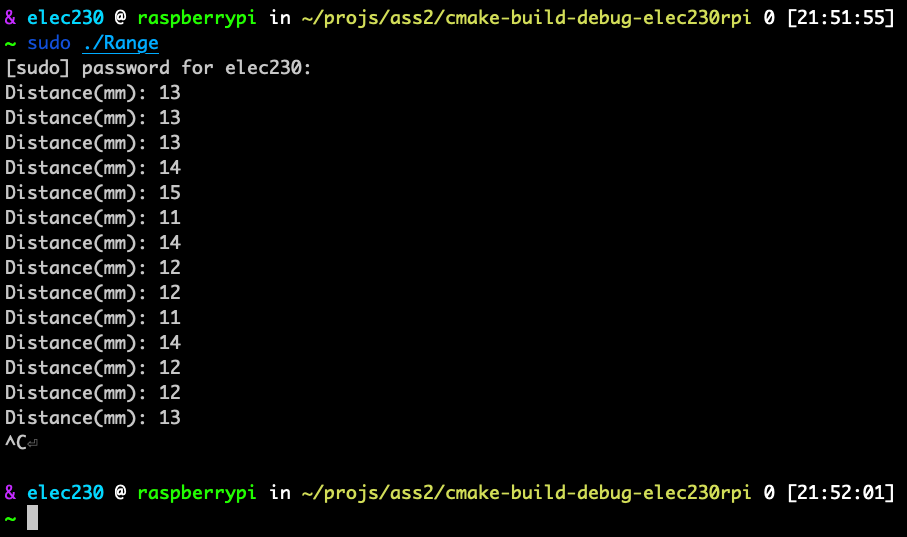 & elec230 @ raspberrypi in ~/projs/ass2/cmake-build-debug-elec230rpi 0 [21:51:55]
~ sudo ./Range
[sudo] password for elec230:
Distance(mm): 13
Distance(mm): 13
Distance(mm): 13
Distance(mm): 14
Distance(mm): 15
Distance(mm): 11
Distance(mm): 14
Distance(mm): 12
Distance(mm): 12
Distance(mm): 11
Distance(mm): 14
Distance(mm): 12
Distance(mm): 12
Distance(mm): 13
^C⏎
& elec230 @ raspberrypi in ~/projs/ass2/cmake-build-debug-elec230rpi 0 [21:52:01]
~